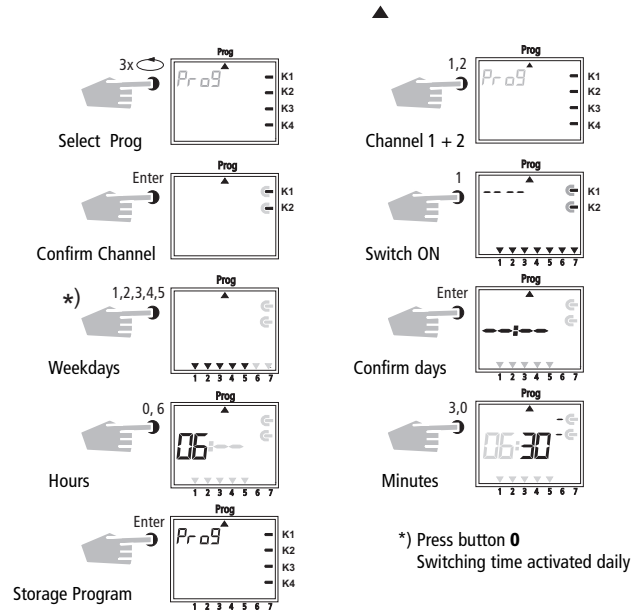 Prog
3x
Prog
K1
K2
K3
K4
Select Prog
Prog
1,2
Prog
K1
K2
K3
K4
Channel 1 + 2
Prog
Enter
K1
K2
Confirm Channel
Prog
1
K1
K2
1 2 3 4 5 6 7
Switch ON
Prog
*) 1,2,3,4,5
1 2 3 4 5 6 7
Weekdays
Prog
Enter
--:--
1 2 3 4 5 6 7
Confirm days
Prog
0, 6
06:--
1 2 3 4 5 6 7
Hours
Prog
3,0
06:30
1 2 3 4 5 6 7
Minutes
Prog
Enter
Prog
K1
K2
K3
K4
1 2 3 4 5 6 7
Storage Program
*) Press button 0
Switching time activated daily